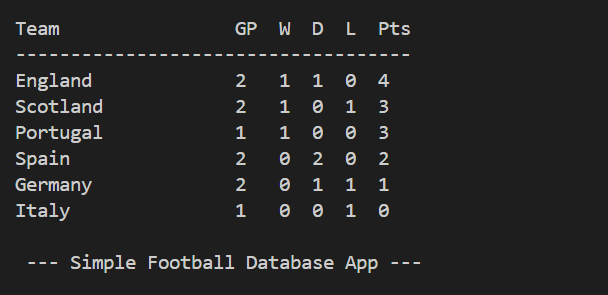 Team                GP  W  D  L  Pts
------------------------------------
England             2   1  1  0  4
Scotland            2   1  0  1  3
Portugal            1   1  0  0  3
Spain               2   0  2  0  2
Germany             2   0  1  1  1
Italy               1   0  0  1  0
 --- Simple Football Database App ---